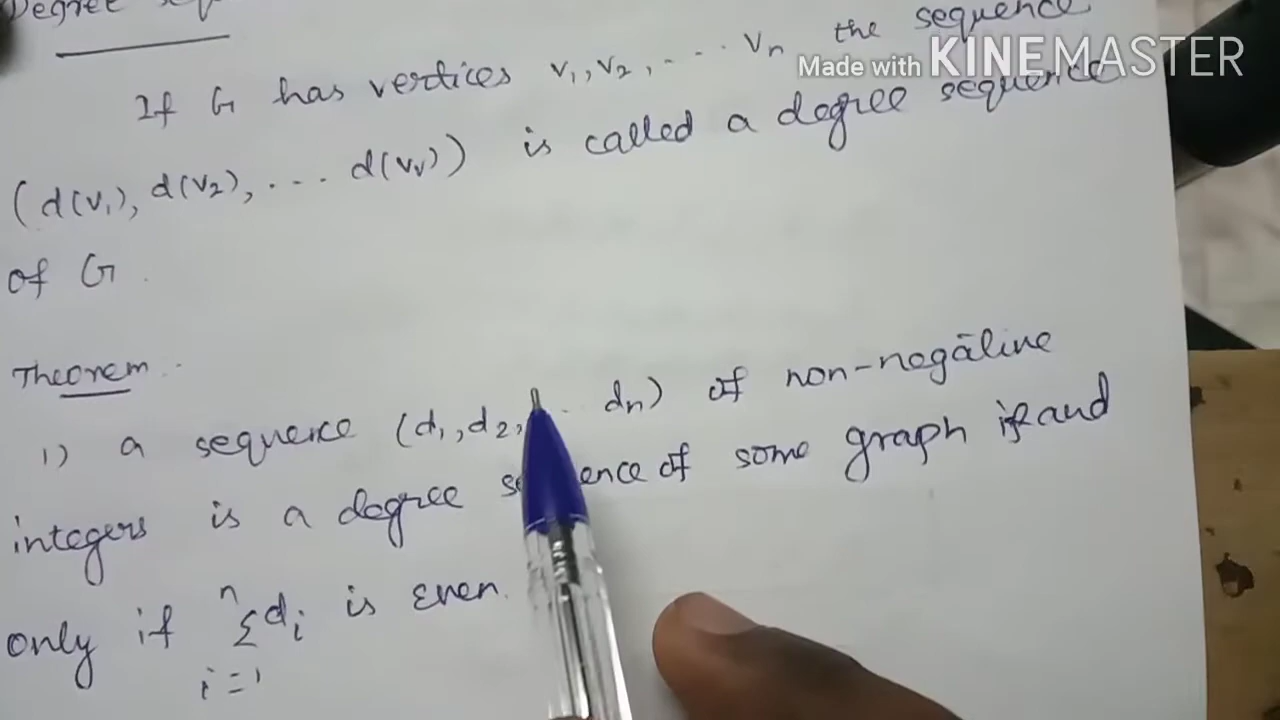 Degree
If G has vertices v1, v2, ... vn the sequence
(d(v1), d(v2), ... d(vv)) is called a degree sequence
of G.
Theorem:
1) a sequence (d1, d2, .. dn) of non-negative
integers is a degree sequence of some graph if and
only if n Σ di i=1 is even.
Made with KINEMASTER